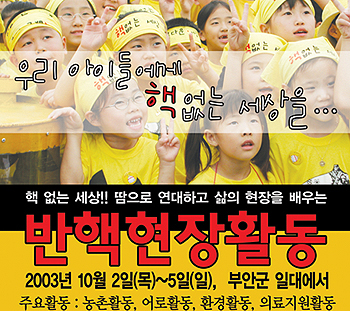 우리 아이들에게
핵 없는 세상을...
핵 없는 세상!! 땀으로 연대하고 삶의 현장을 배우는
반핵현장활동
2003년 10월 2일(목)~5일(일), 부안군 일대에서
주요활동 : 농촌활동, 어로활동, 환경활동, 의료지원활동